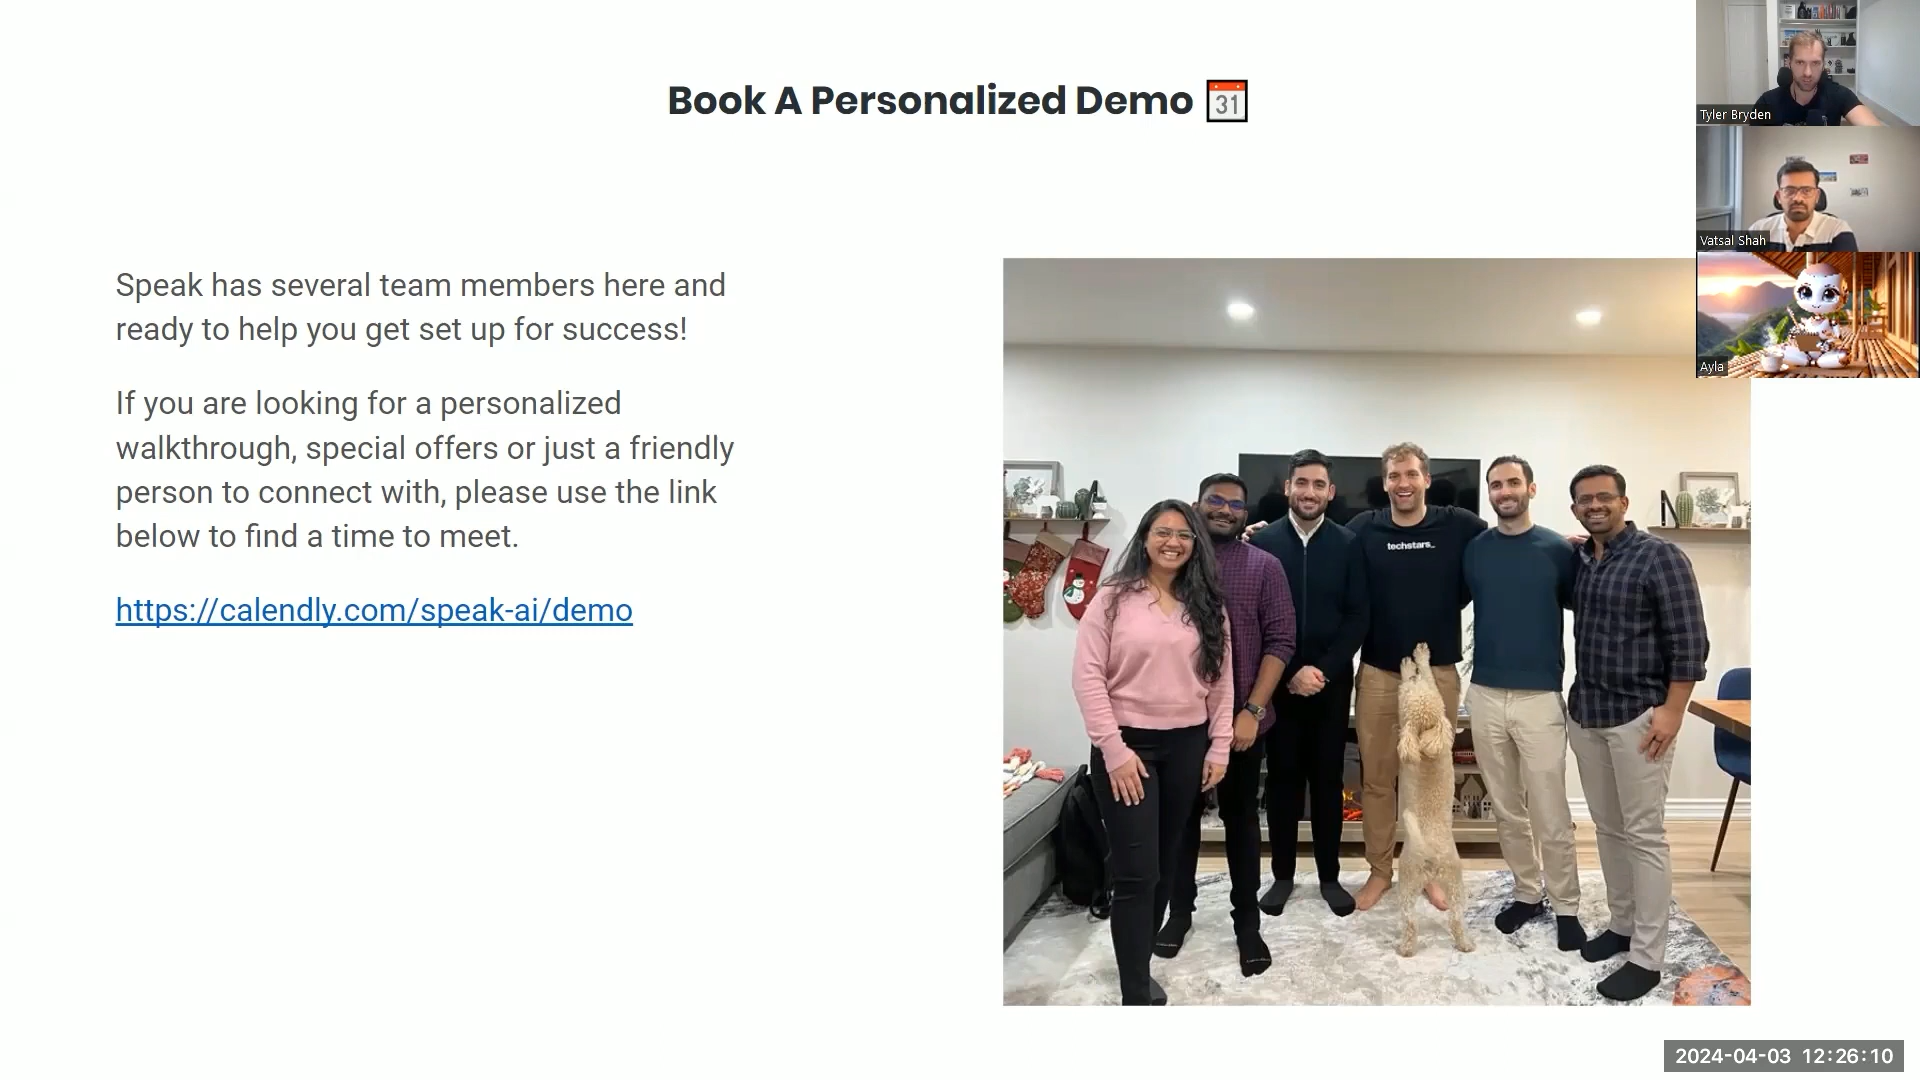 Book A Personalized Demo 31
Speak has several team members here and
ready to help you get set up for success!
If you are looking for a personalized
walkthrough, special offers or just a friendly
person to connect with, please use the link
below to find a time to meet.
https://calendly.com/speak-ai/demo
techstars_
Tyler Bryden
Vatsal Shah
Ayla
2024-04-03 12:26:10